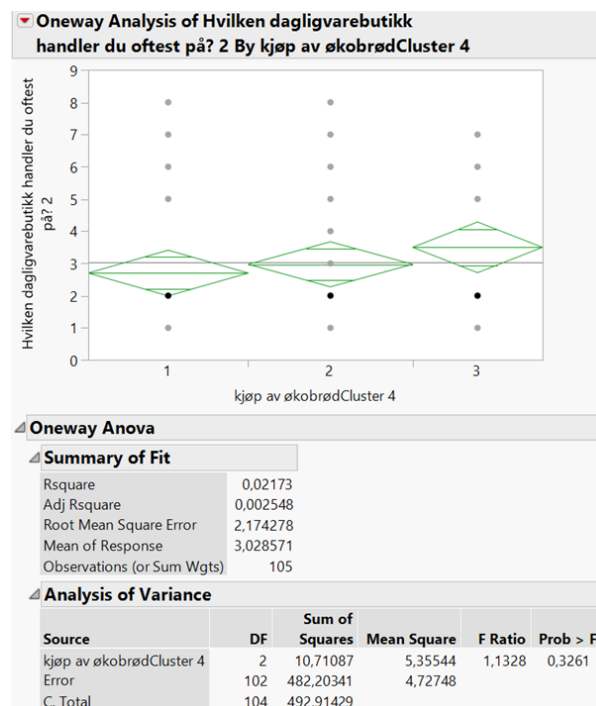 Oneway Analysis of Hvilken dagligvarebutikk
handler du oftest på? 2 By kjøp av økobrødCluster 4
Hvilken dagligvarebutikk handler du oftest
på? 2
9
8
7
6
5
4
3
2
1
0
1 2 3
kjøp av økobrødCluster 4
Oneway Anova
Summary of Fit
Rsquare 0,02173
Adj Rsquare 0,002548
Root Mean Square Error 2,174278
Mean of Response 3,028571
Observations (or Sum Wgts) 105
Analysis of Variance
Sum of
Source DF Squares Mean Square F Ratio Prob > F
kjøp av økobrødCluster 4 2 10,71087 5,35544 1,1328 0,3261
Error 102 482,20341 4,72748
C. Total 104 492,91429